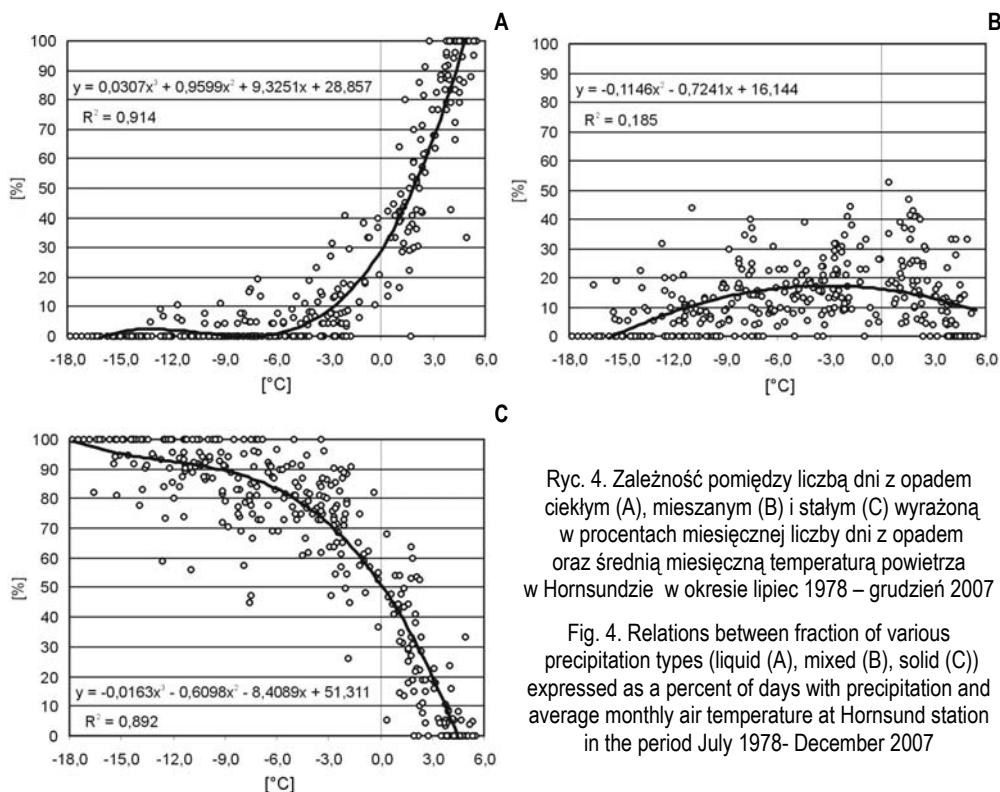 A
100
90
80
70
60
50
40
30
20
10
0
[%]
y = 0,0307x³ + 0,9599x² + 9,3251x + 28,857
R² = 0,914
-18,0 -15,0 -12,0 -9,0 -6,0 -3,0 0,0 3,0 6,0
[°C]
B
100
90
80
70
60
50
40
30
20
10
0
[%]
y = -0,1146x² - 0,7241x + 16,144
R² = 0,185
-18,0 -15,0 -12,0 -9,0 -6,0 -3,0 0,0 3,0 6,0
[°C]
C
100
90
80
70
60
50
40
30
20
10
0
[%]
y = -0,0163x³ - 0,6098x² - 8,4089x + 51,311
R² = 0,892
-18,0 -15,0 -12,0 -9,0 -6,0 -3,0 0,0 3,0 6,0
[°C]
Ryc. 4. Zależność pomiędzy liczbą dni z opadem
ciekłym (A), mieszanym (B) i stałym (C) wyrażoną
w procentach miesięcznej liczby dni z opadem
oraz średnią miesięczną temperaturą powietrza
w Hornsundzie w okresie lipiec 1978 – grudzień 2007
Fig. 4. Relations between fraction of various
precipitation types (liquid (A), mixed (B), solid (C))
expressed as a percent of days with precipitation and
average monthly air temperature at Hornsund station
in the period July 1978- December 2007